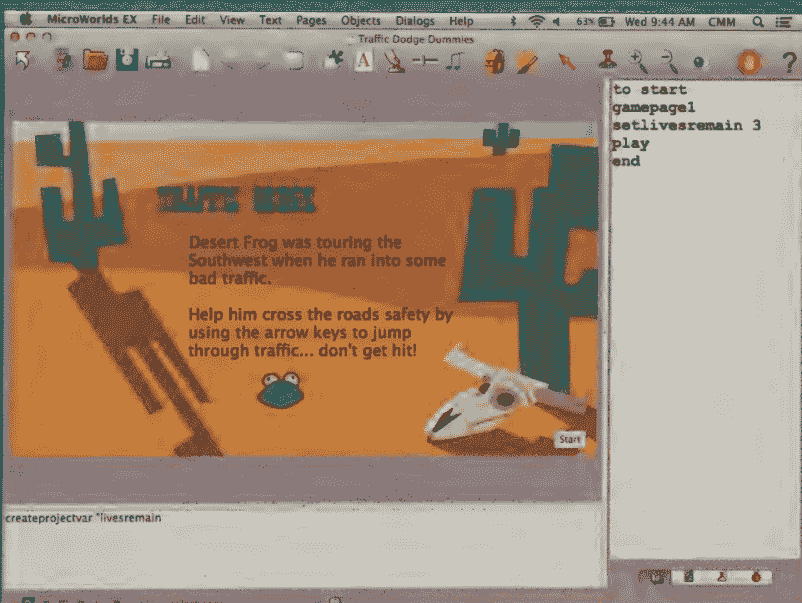 MicroWorlds EX File Edit View Text Pages Objects Dialogs Help 63% Wed 9:44 AM CMM
Traffic Dodge Dummies
A
?
to start
gamepage1
setlivesremain 3
play
end
Desert Frog was touring the
Southwest when he ran into some
bad traffic.
Help him cross the roads safety by
using the arrow keys to jump
through traffic... don't get hit!
Start
createprojectvar "livesremain